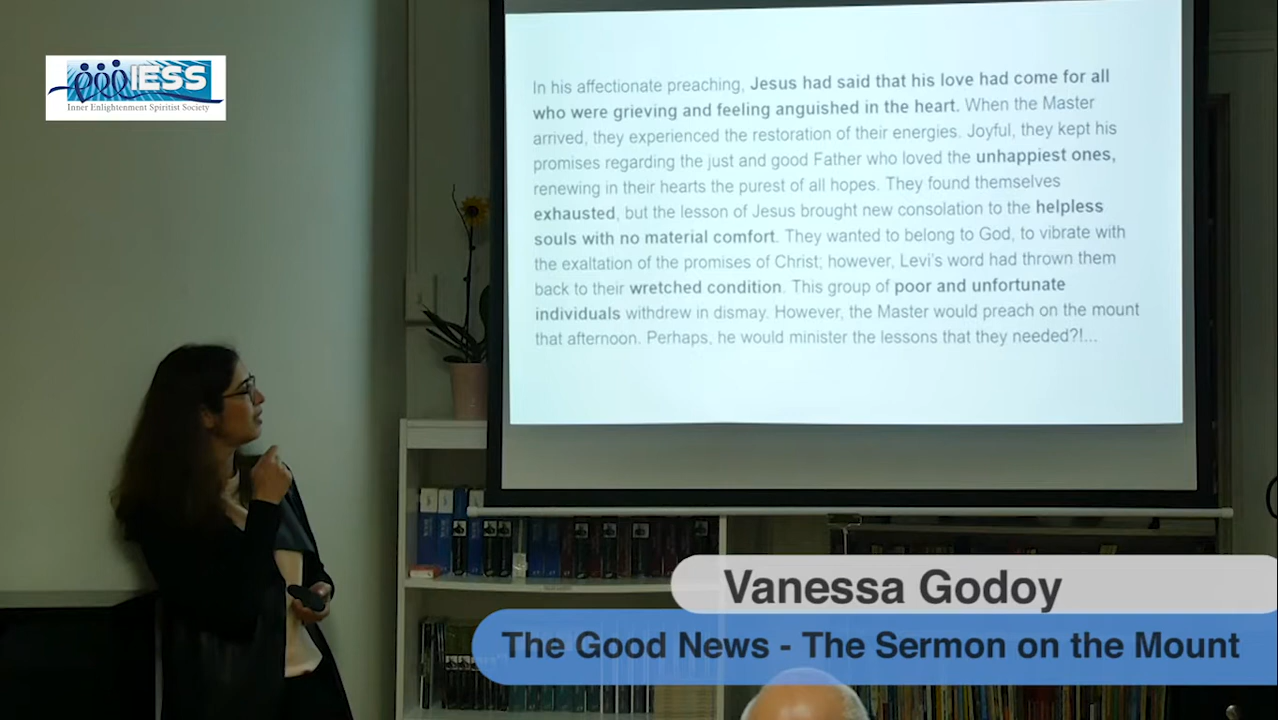 IESS
Inner Enlightenment Spiritist Society
In his affectionate preaching, Jesus had said that his love had come for all
who were grieving and feeling anguished in the heart. When the Master
arrived, they experienced the restoration of their energies. Joyful, they kept his
promises regarding the just and good Father who loved the unhappiest ones,
renewing in their hearts the purest of all hopes. They found themselves
exhausted, but the lesson of Jesus brought new consolation to the helpless
souls with no material comfort. They wanted to belong to God, to vibrate with
the exaltation of the promises of Christ; however, Levi's word had thrown them
back to their wretched condition. This group of poor and unfortunate
individuals withdrew in dismay. However, the Master would preach on the mount
that afternoon. Perhaps, he would minister the lessons that they needed?!...
Vanessa Godoy
The Good News - The Sermon on the Mount